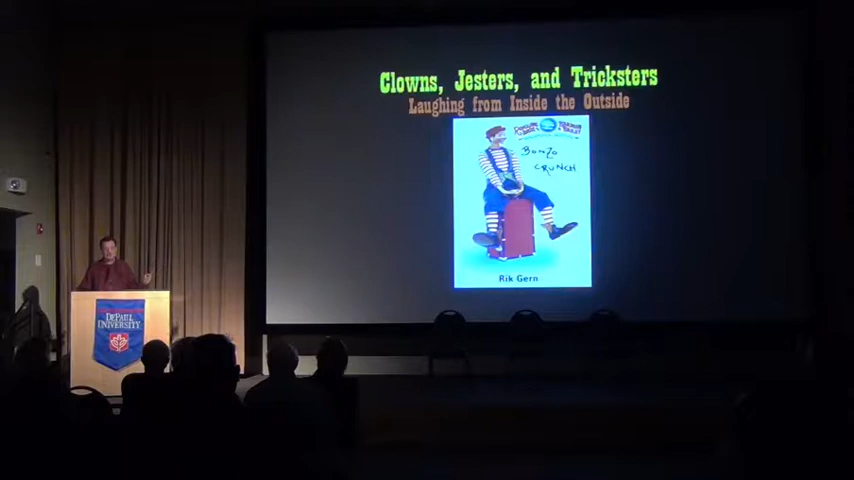 Clowns, Jesters, and Tricksters
Laughing from Inside the Outside
BONZO
CRUNCH
Rik Gern
DEPAUL
UNIVERSITY